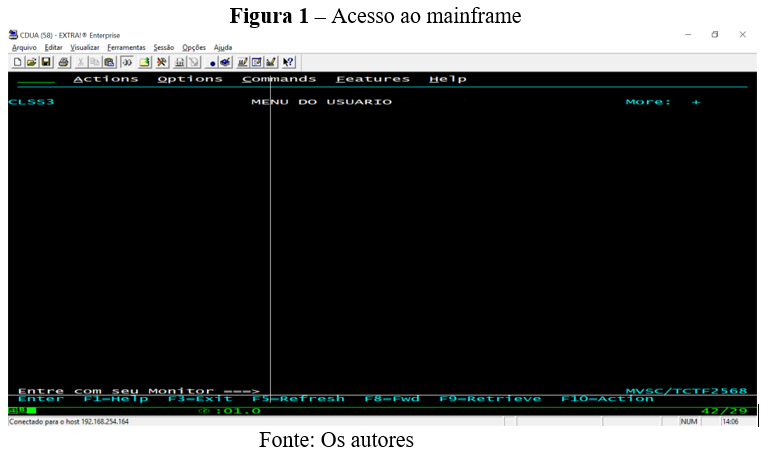 Figura 1 – Acesso ao mainframe
CDUA (58) - EXTRA!® Enterprise
Arquivo Editar Visualizar Ferramentas Sessão Opções Ajuda
Actions Options Commands Features Help
CLSS3 MENU DO USUARIO More: +
Entre com seu Monitor ===> MVSC/TCTF2568
Enter F1=Help F3=Exit F5=Refresh F8=Fwd F9=Retrieve F10=Action
:01.0 42/29
Conectado para o host 192.168.254.164 NUM 14:06
Fonte: Os autores